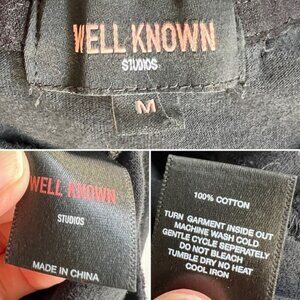 WELL KNOWN
STUDIOS
M
WELL KNOWN
STUDIOS
MADE IN CHINA
100% COTTON
TURN GARMENT INSIDE OUT
MACHINE WASH COLD
GENTLE CYCLE SEPERATELY
DO NOT BLEACH
TUMBLE DRY NO HEAT
COOL IRON